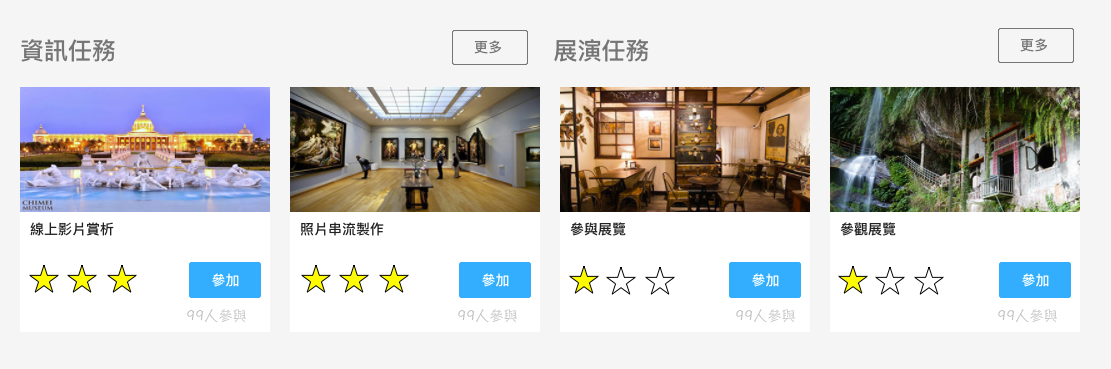 資訊任務
更多
展演任務
更多
CHIMEI
MUSEUM
線上影片賞析
參加
99人參與
照片串流製作
參加
99人參與
參與展覽
參加
99人參與
參觀展覽
參加
99人參與